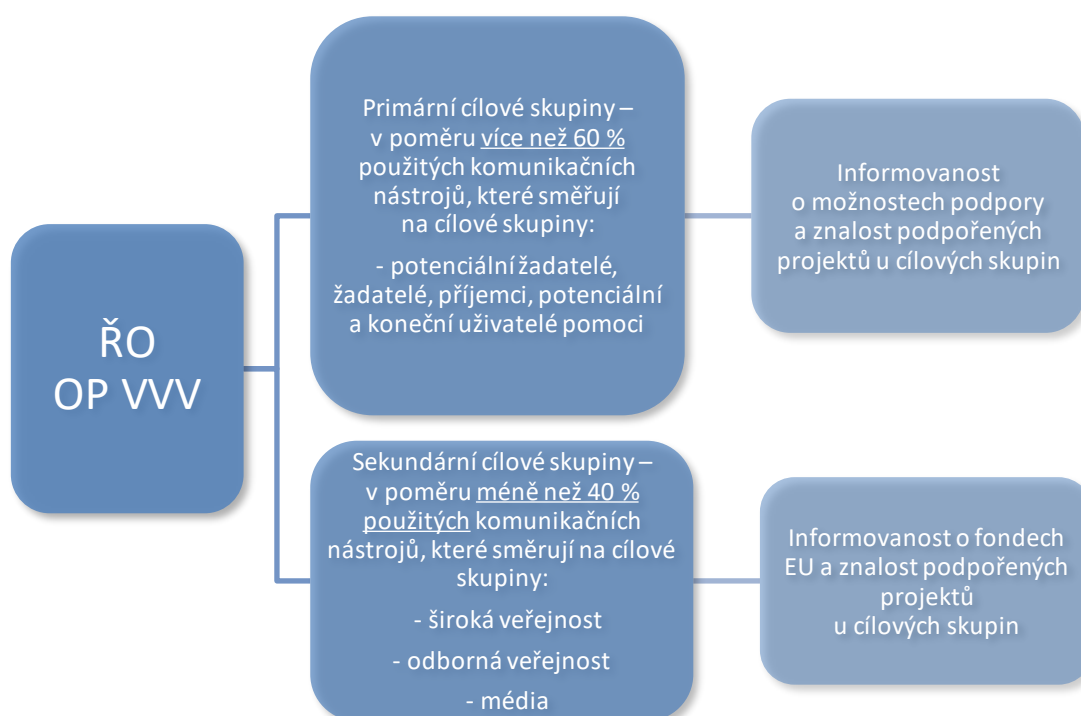 ŘO
OP VVV
Primární cílové skupiny –
v poměru více než 60 %
použitých komunikačních
nástrojů, které směřují
na cílové skupiny:
- potenciální žadatelé,
žadatelé, příjemci, potenciální
a koneční uživatelé pomoci
Informovanost
o možnostech podpory
a znalost podpořených
projektů u cílových skupin
Sekundární cílové skupiny –
v poměru méně než 40 %
použitých komunikačních
nástrojů, které směrují na cílové
skupiny:
- široká veřejnost
- odborná veřejnost
- média
Informovanost o fondech
EU a znalost podpořených
projektů
u cílových skupin